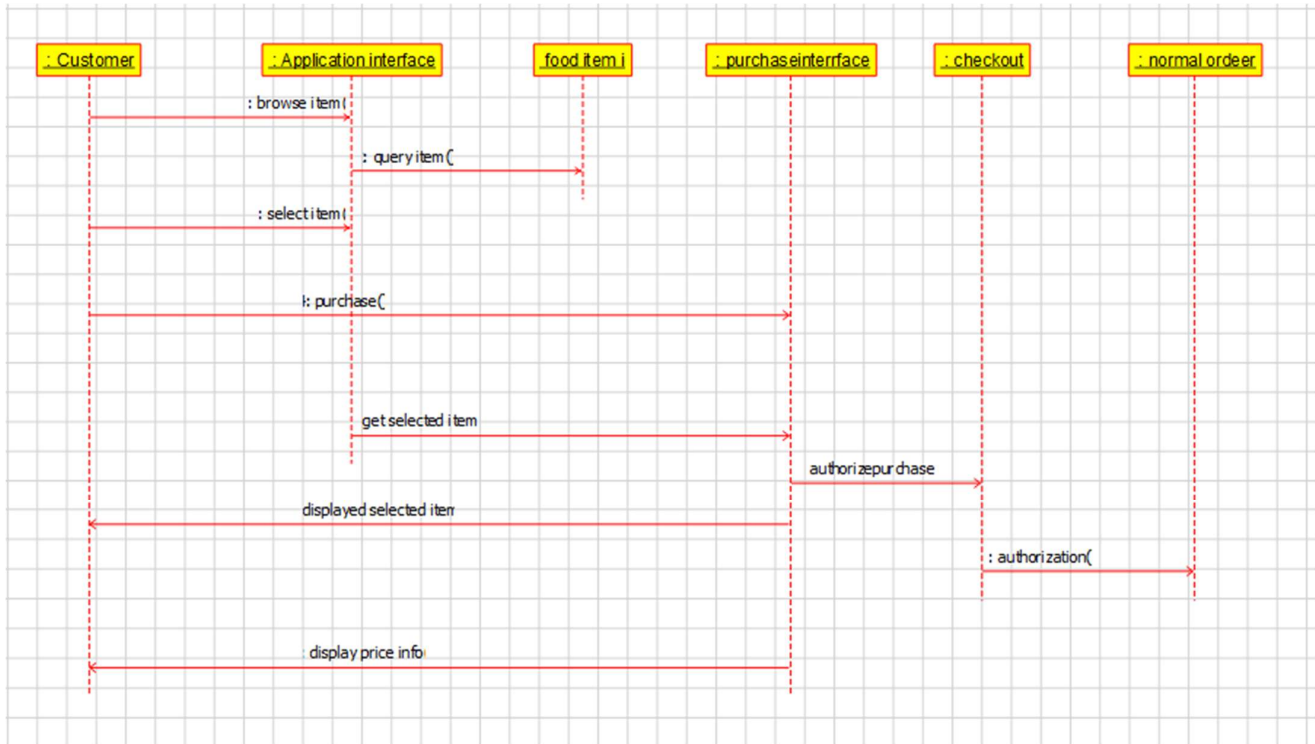 : Customer
: Application interface
food item i
: purchaseinterrface
: checkout
: normal ordeer
: browse item(
: query item(
: select item(
: purchase(
get selected item
authorizepurchase
displayed selected item
: authorization(
: display price info